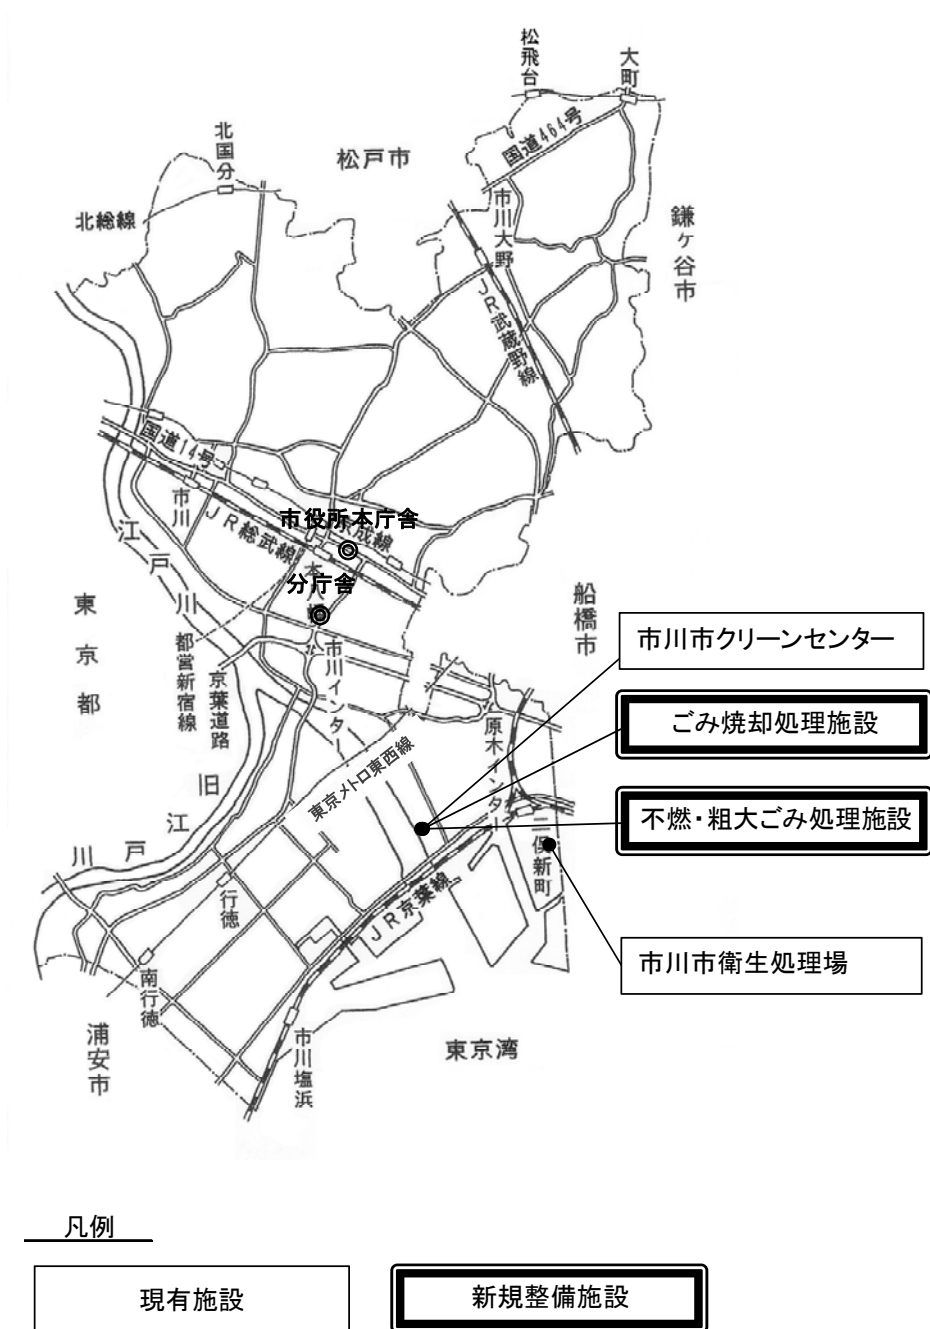 松飛台
大町
国道464号
北国分
松戸市
北総線
市川大野
鎌ヶ谷市
JR武蔵野線
国道14号
市川
市役所本庁舎
京成線
JR総武線
本八幡
分庁舎
江戸川
東京都
船橋市
市川市クリーンセンター
都営新宿線
京葉道路
市川インター
ごみ焼却処理施設
原木インター
東京メトロ東西線
旧江戸川
不燃・粗大ごみ処理施設
二俣新町
行徳
JR京葉線
市川市衛生処理場
南行徳
浦安市
市川塩浜
東京湾
凡例
現有施設
新規整備施設